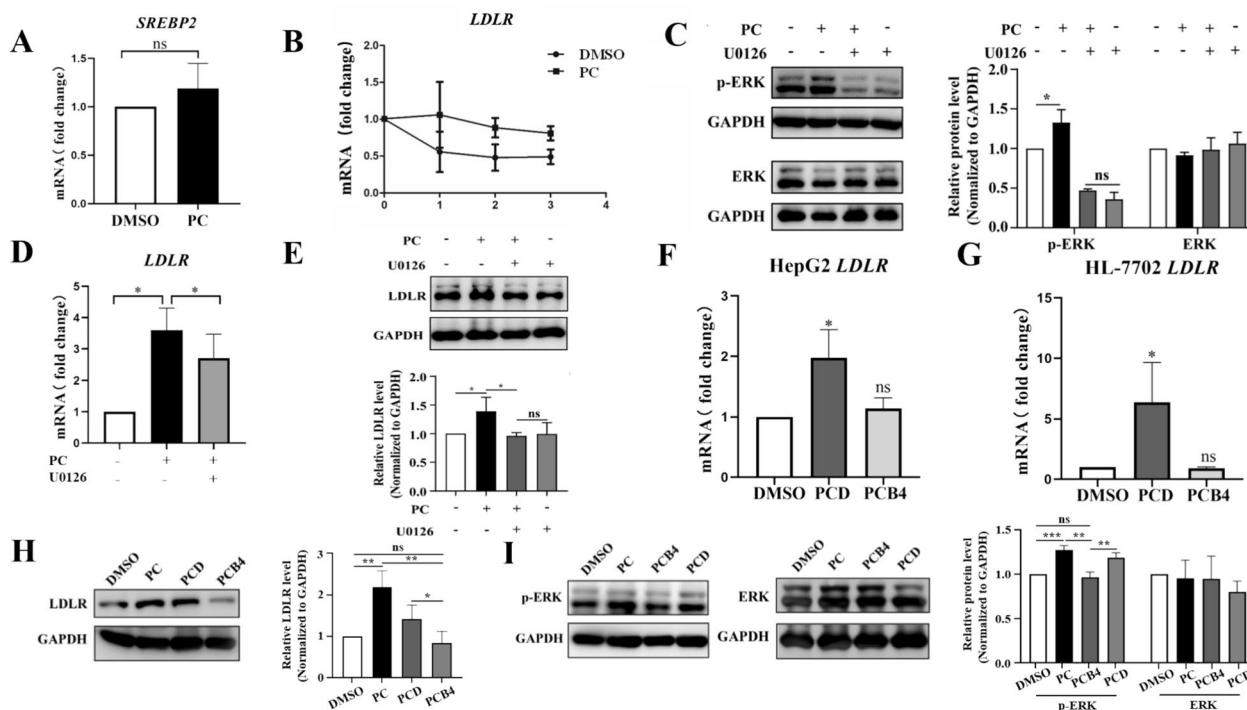 A
SREBP2
ns
mRNA ( fold change)
1.5
1.0
0.5
0.0
DMSO PC
B
LDLR
DMSO
PC
mRNA (fold change)
2.0
1.5
1.0
0.5
0.0
0 1 2 3 4
C
PC - + + -
U0126 - - + +
p-ERK
GAPDH
ERK
GAPDH
PC - + + - - + + -
U0126 - - + + - - + +
Relative protein level
(Nomalized to GAPDH)
2.0
1.5
1.0
0.5
0.0
*
ns
p-ERK ERK
D
LDLR
* *
mRNA ( fold change)
5
4
3
2
1
0
PC - + +
U0126 - - +
E
PC - + + -
U0126 - - + +
LDLR
GAPDH
Relative LDLR level
(Normalized to GAPDH)
2.0
1.5
1.0
0.5
0.0
* * ns
PC - + + -
U0126 - - + +
F
HepG2 LDLR
mRNA ( fold change)
3
2
1
0
* ns
DMSO PCD PCB4
G
HL-7702 LDLR
mRNA ( fold change)
15
10
5
0
* ns
DMSO PCD PCB4
H
DMSO PC PCD PCB4
LDLR
GAPDH
Relative LDLR level
(Normalized to GAPDH)
3
2
1
0
ns
** **
*
DMSO PC PCD PCB4
I
DMSO PC PCB4 PCD
p-ERK
GAPDH
DMSO PC PCB4 PCD
ERK
GAPDH
Relative protein level
(Normalized to GAPDH)
1.5
1.0
0.5
0.0
ns
*** ** **
DMSO PC PCB4 PCD DMSO PC PCB4 PCD
p-ERK ERK